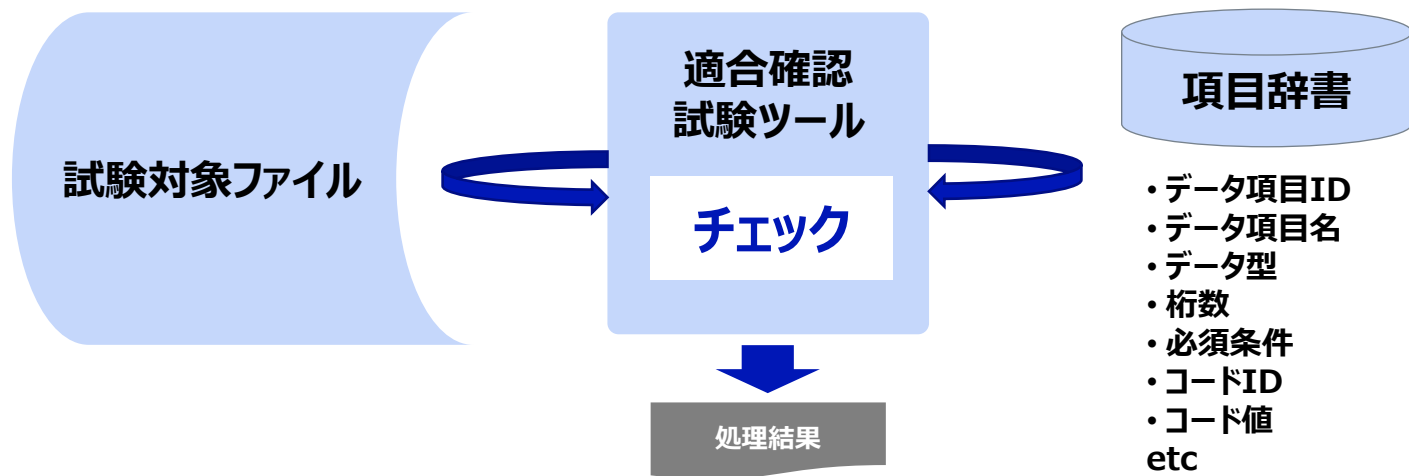 試験対象ファイル
適合確認
試験ツール
チェック
処理結果
項目辞書
・データ項目ID
・データ項目名
・データ型
・桁数
・必須条件
・コードID
・コード値
etc